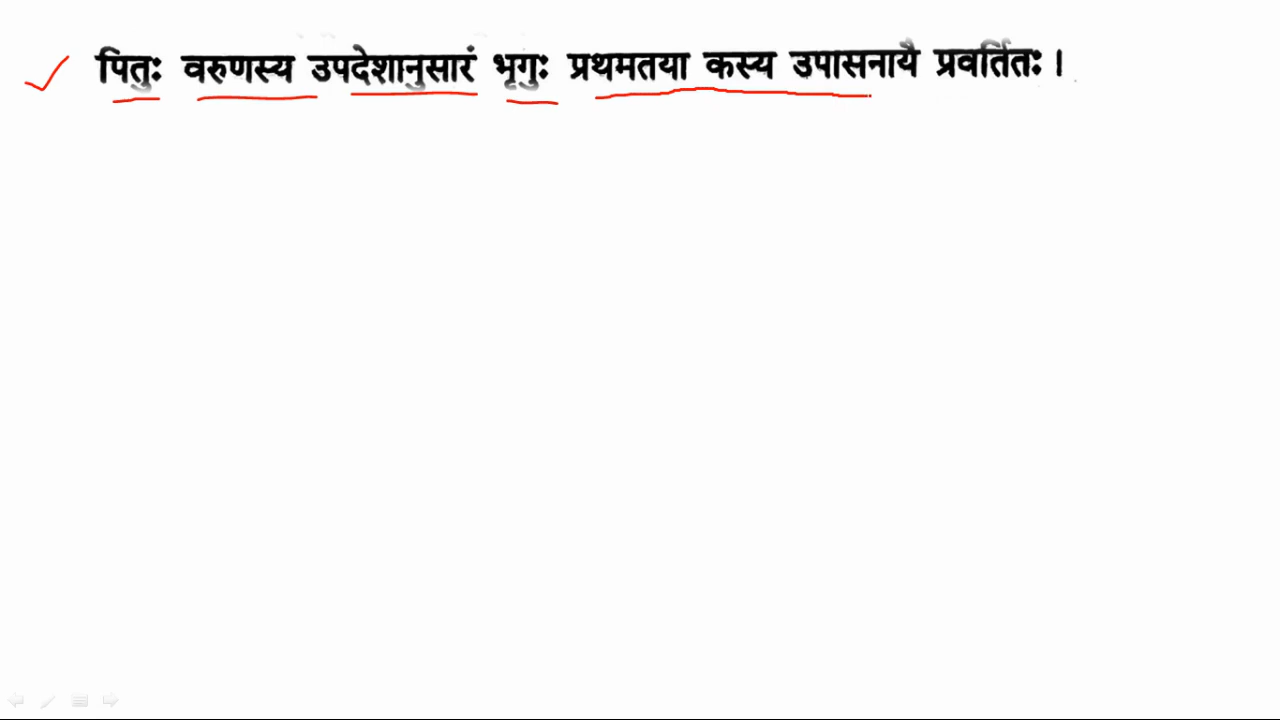 पितुः वरुणस्य उपदेशानुसारं भृगुः प्रथमतया कस्य उपासनायै प्रवर्तितः।